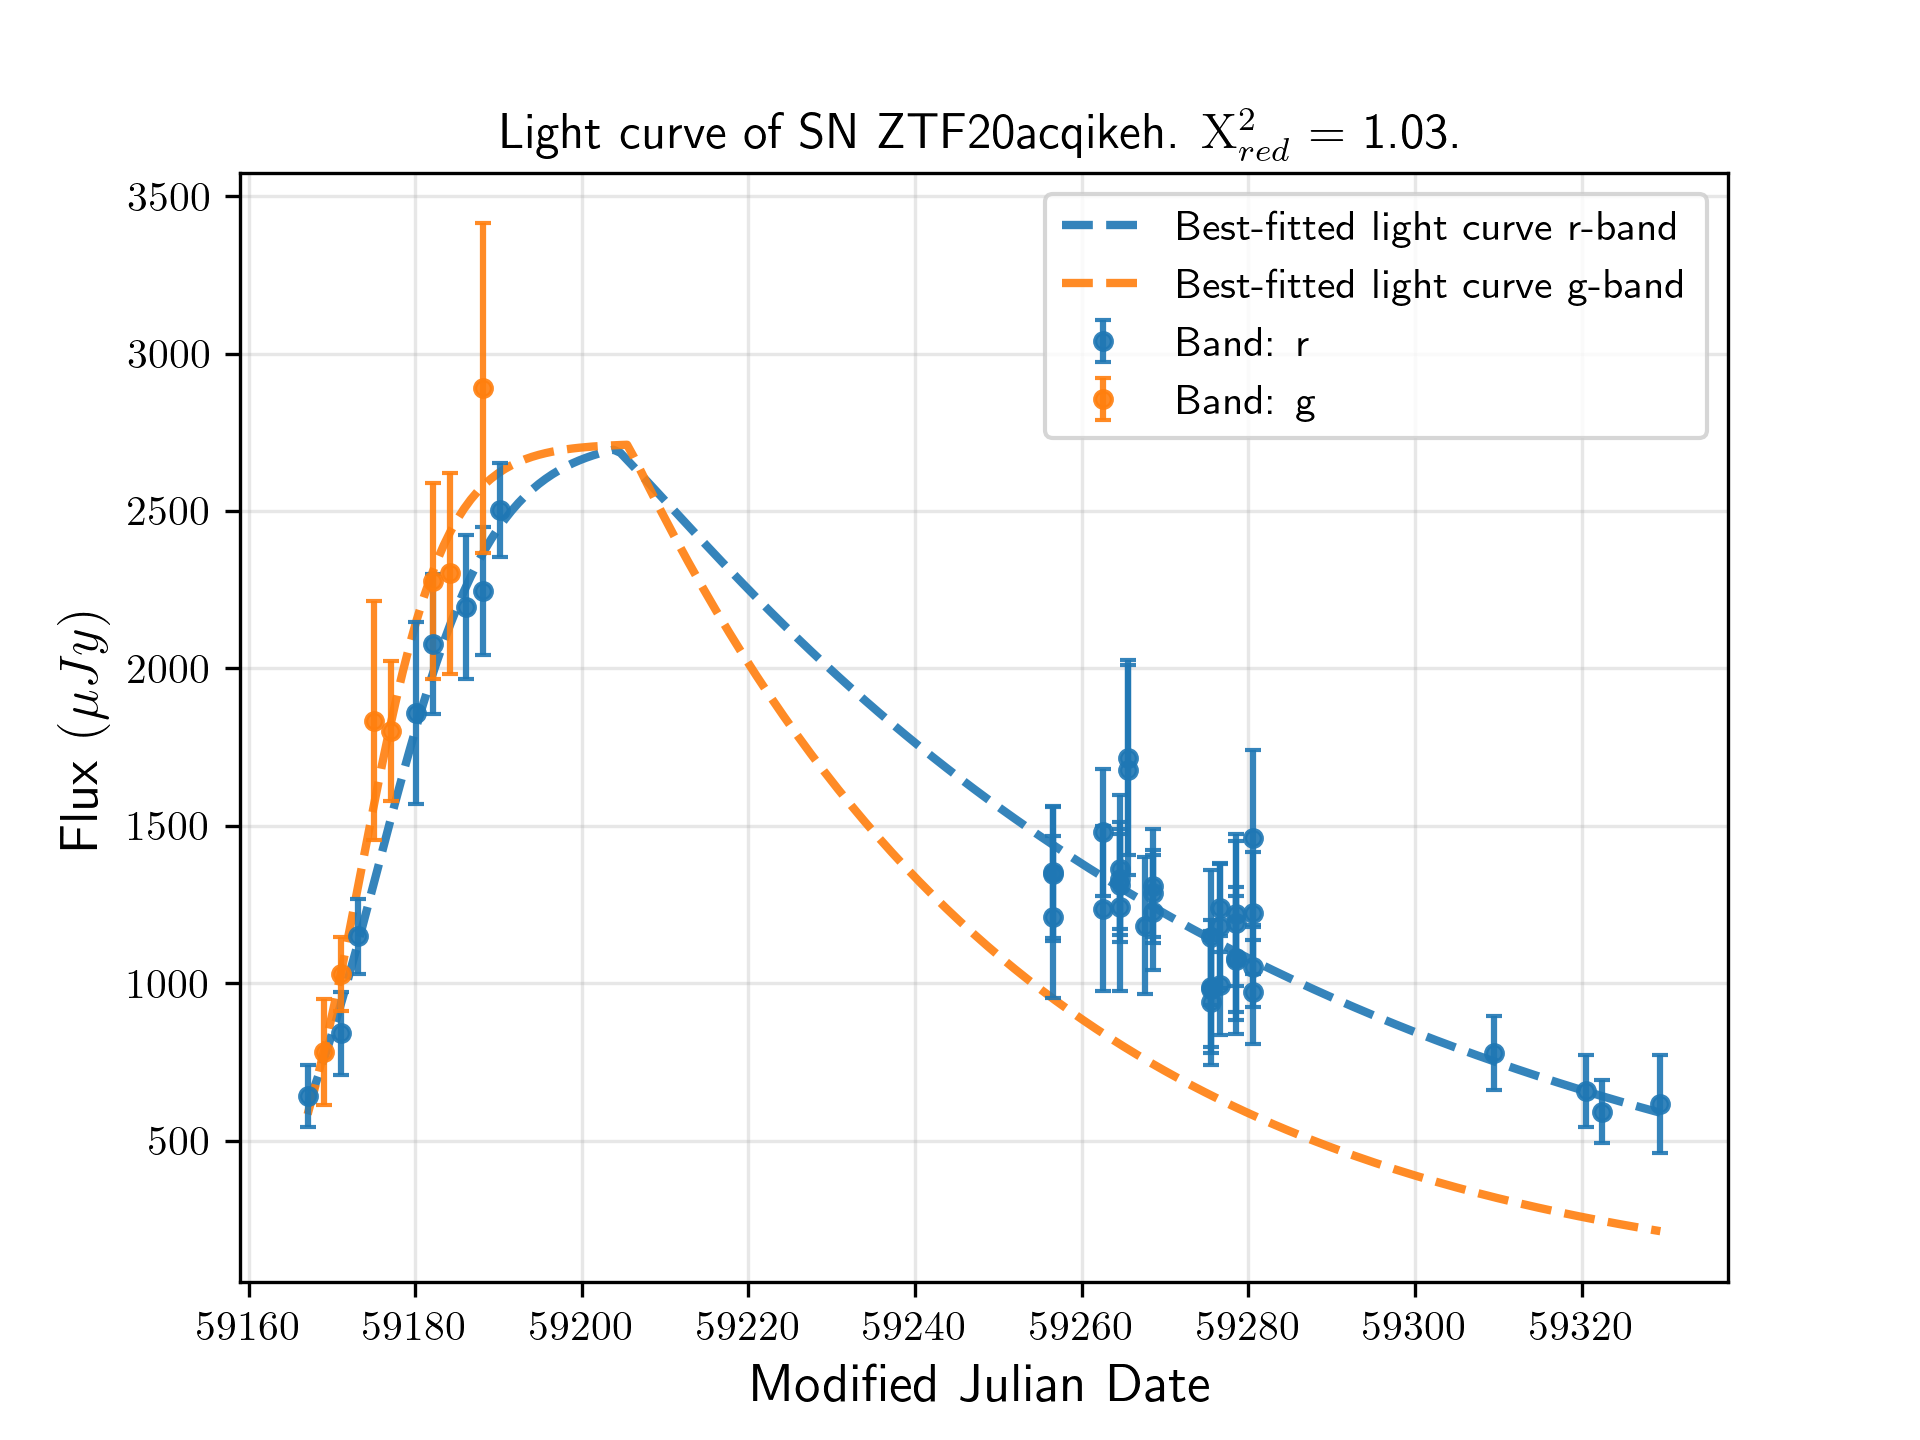 Light curve of SN ZTF20acqikeh. X²red = 1.03.
Best-fitted light curve r-band
Best-fitted light curve g-band
Band: r
Band: g
3500
3000
2500
2000
1500
1000
500
Flux (μJy)
59160 59180 59200 59220 59240 59260 59280 59300 59320
Modified Julian Date